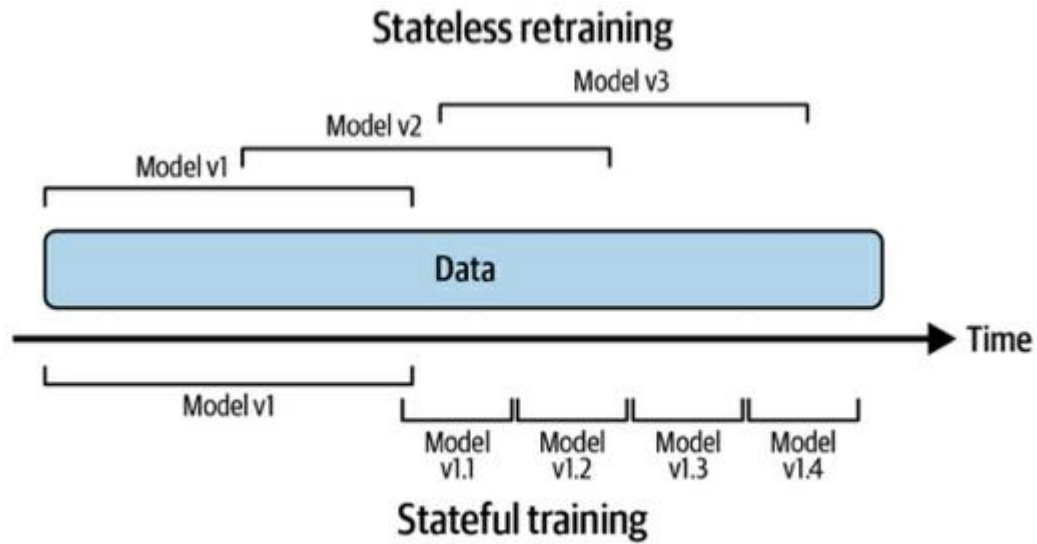 Stateless retraining
Model v3
Model v2
Model v1
Data
Time
Model v1
Model
v1.1
Model
v1.2
Model
v1.3
Model
v1.4
Stateful training